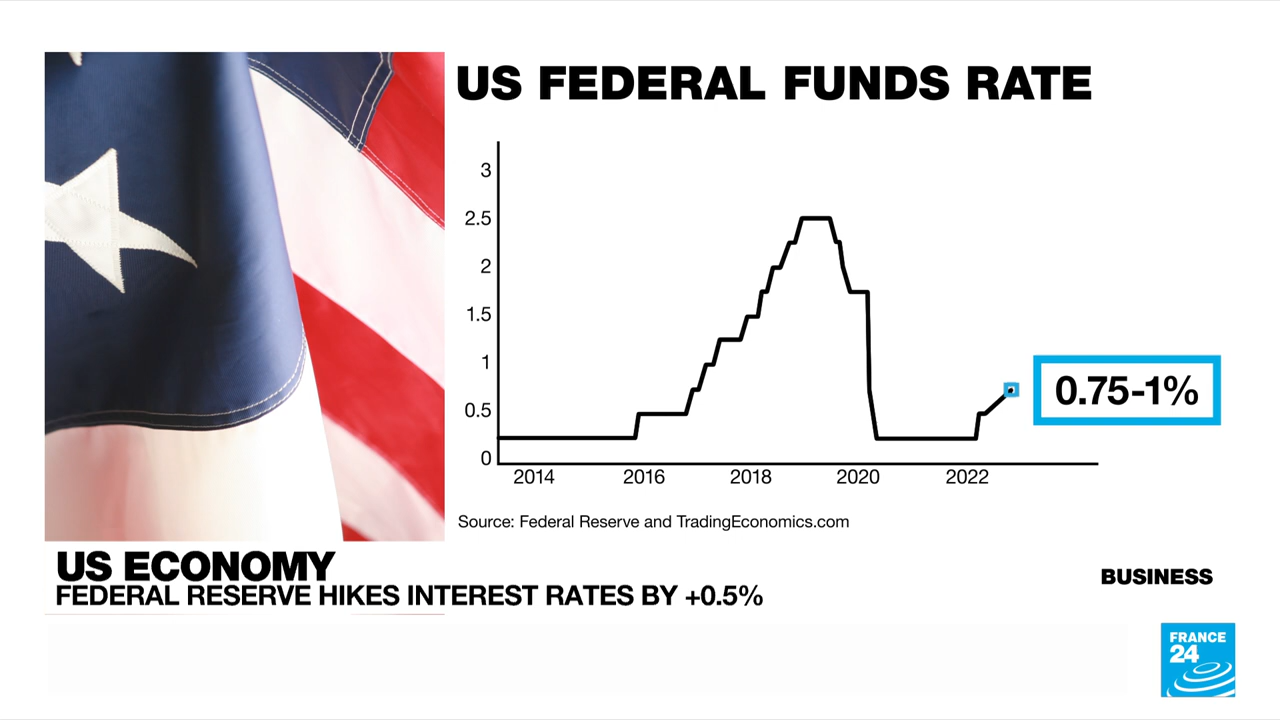 US FEDERAL FUNDS RATE
3
2.5
2
1.5
1
0.5
0
2014 2016 2018 2020 2022
0.75-1%
Source: Federal Reserve and TradingEconomics.com
US ECONOMY
FEDERAL RESERVE HIKES INTEREST RATES BY +0.5%
BUSINESS
FRANCE
24